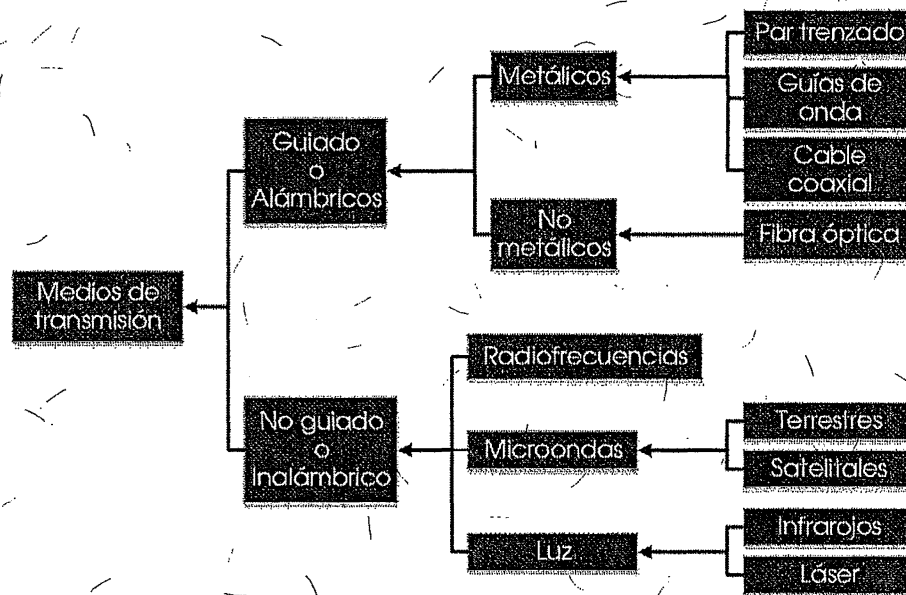 Medios de
transmisión
Guiado
o
Alámbricos
Metálicos
Par trenzado
Guías de
onda
Cable
coaxial
No
metálicos
Fibra óptica
No guiado
o
Inalámbrico
Radiofrecuencias
Microondas
Terrestres
Satelitales
Luz
Infrarojos
Láser